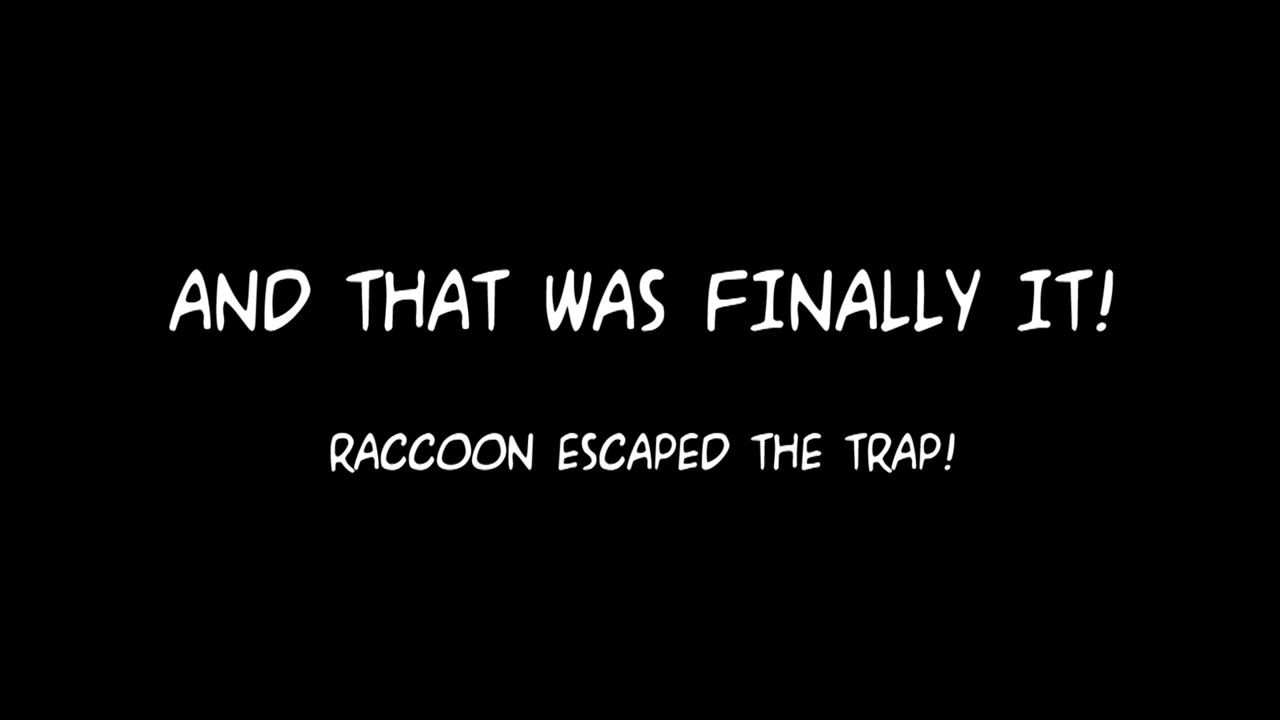 AND THAT WAS FINALLY IT!
RACCOON ESCAPED THE TRAP!